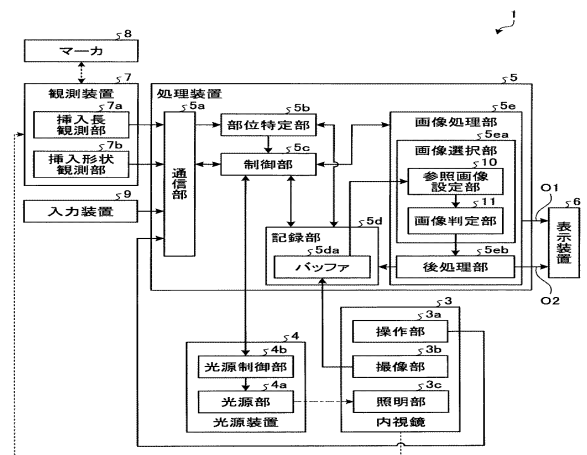 1
8
マーカ
7
観測装置
7a
挿入長
観測部
7b
挿入形状
観測部
9
入力装置
5
処理装置
5a
通信部
5b
部位特定部
5c
制御部
5d
記録部
5da
バッファ
5e
画像処理部
5ea
画像選択部
10
参照画像
設定部
11
画像判定部
5eb
後処理部
O1
6
表示装置
O2
4
4b
光源制御部
4a
光源部
光源装置
3
3a
操作部
3b
撮像部
3c
照明部
内視鏡